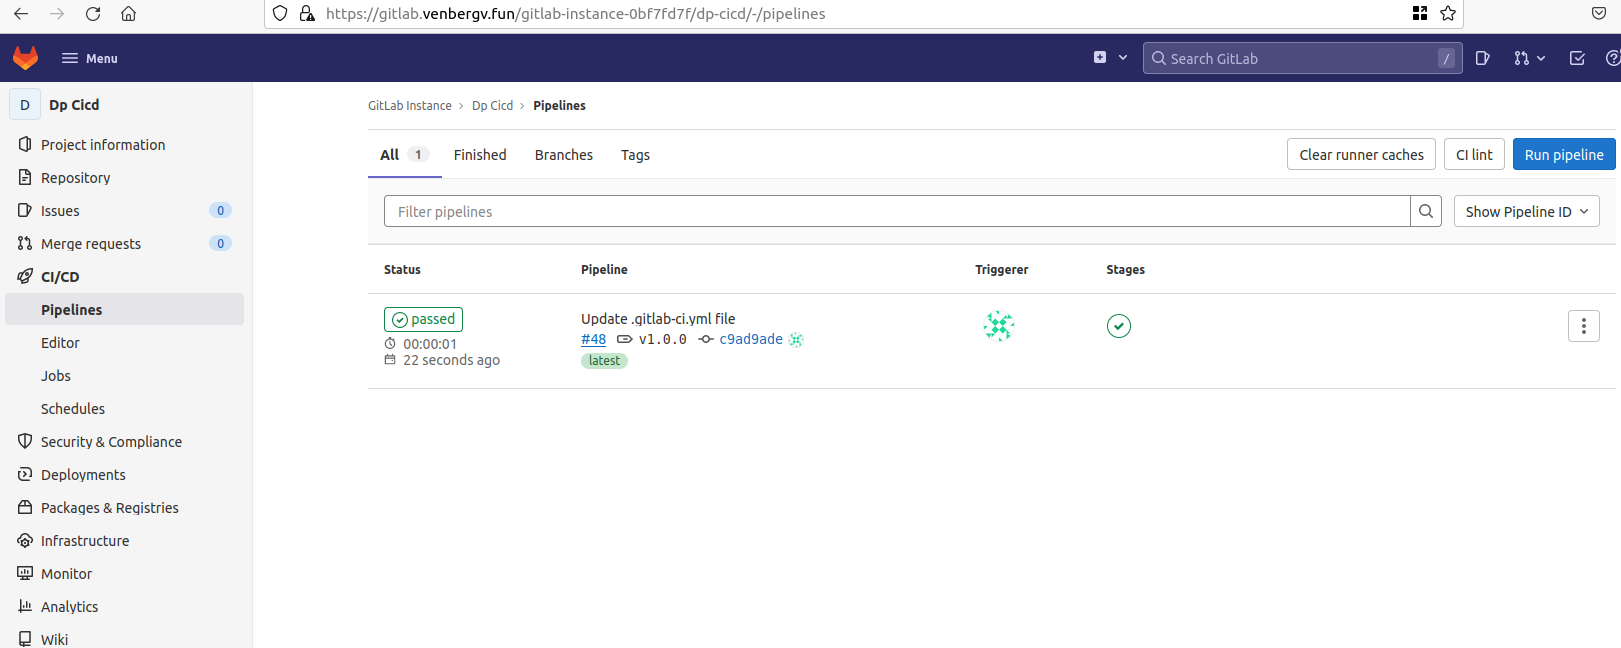 https://gitlab.venbergv.fun/gitlab-instance-0bf7fd7f/dp-cicd/-/pipelines
Menu
Search GitLab
/
D Dp Cicd
Project information
Repository
Issues 0
Merge requests 0
CI/CD
Pipelines
Editor
Jobs
Schedules
Security & Compliance
Deployments
Packages & Registries
Infrastructure
Monitor
Analytics
Wiki
GitLab Instance > Dp Cicd > Pipelines
All 1 Finished Branches Tags
Clear runner caches CI lint Run pipeline
Filter pipelines Show Pipeline ID
Status Pipeline Triggerer Stages
passed
00:00:01
22 seconds ago
Update .gitlab-ci.yml file
#48 v1.0.0 c9ad9ade
latest